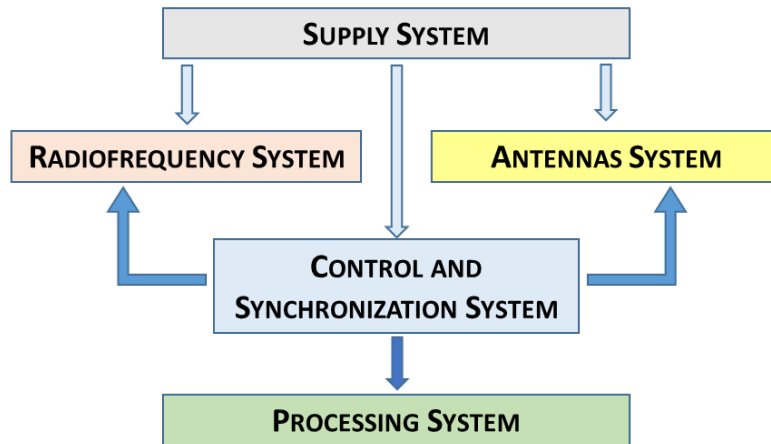 SUPPLY SYSTEM
RADIOFREQUENCY SYSTEM
ANTENNAS SYSTEM
CONTROL AND
SYNCHRONIZATION SYSTEM
PROCESSING SYSTEM